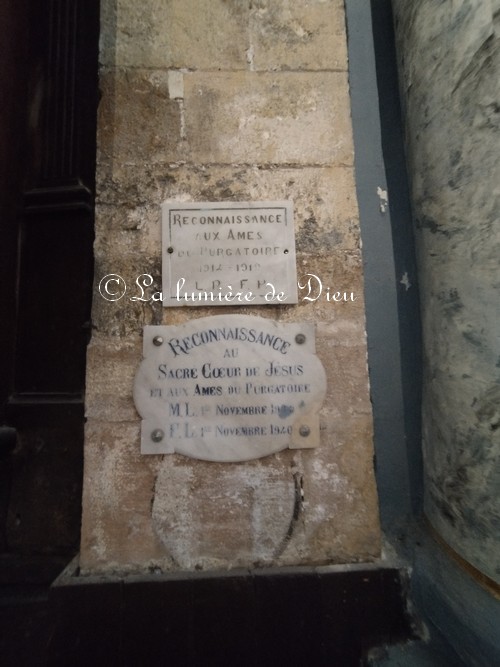 RECONNAISSANCE
AUX AMES
DU PURGATOIRE
1914-1918
© La lumière de Dieu
RECONNAISSANCE
AU
SACRE CŒUR DE JESUS
ET AUX AMES DU PURGATOIRE
M.L. 1er NOVEMBRE
F.L. 1er NOVEMBRE 1940